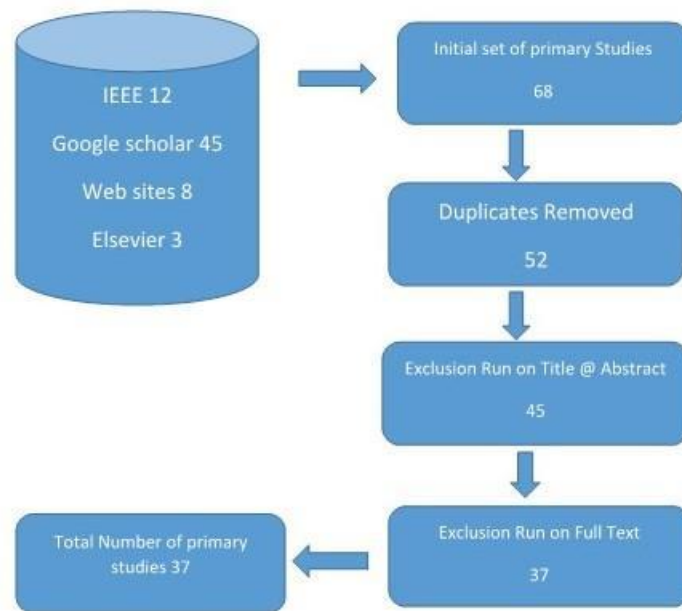 IEEE 12
Google scholar 45
Web sites 8
Elsevier 3
Initial set of primary Studies
68
Duplicates Removed
52
Exclusion Run on Title @ Abstract
45
Exclusion Run on Full Text
37
Total Number of primary
studies 37